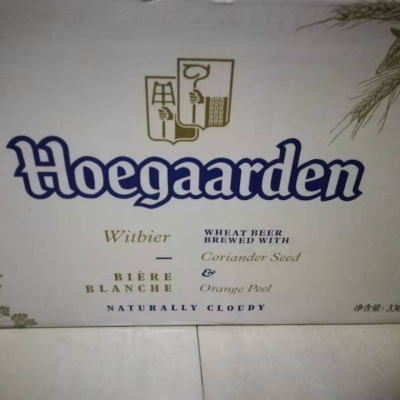 Hoegaarden
Witbier
—
BIÈRE
BLANCHE
WHEAT BEER
BREWED WITH
Coriander Seed
&
Orange Peel
NATURALLY CLOUDY
净含量: